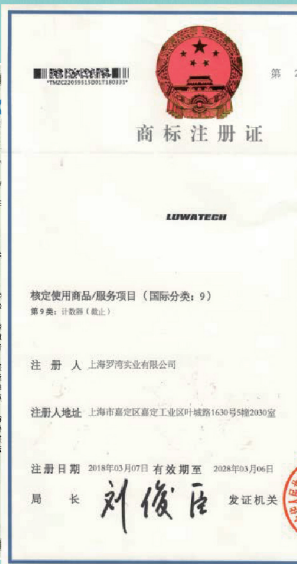 第 2
*TMZC22059315D01T180331*
商标注册证
LUWATECH
核定使用商品/服务项目（国际分类：9）
第9类：计数器（截止）
注 册 人 上海罗湾实业有限公司
注册人地址 上海市嘉定区嘉定工业区叶城路1630号5幢2030室
注册日期 2018年03月07日 有效期至 2028年03月06日
局 长 刘俊臣 发证机关